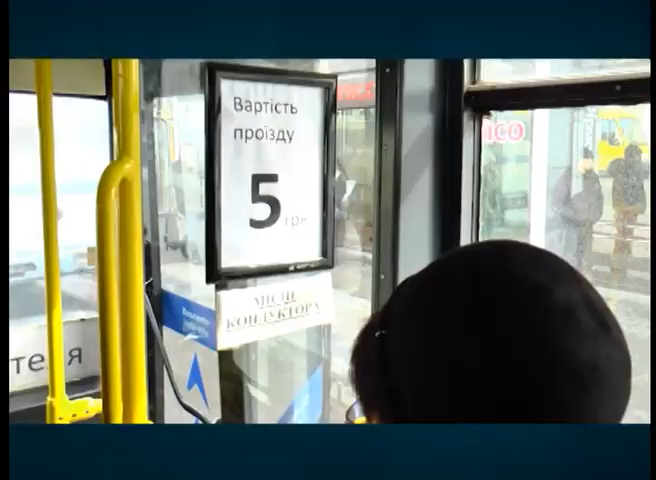 Вартість
проїзду
5 грн
МІСЦЕ
КОНДУКТОРА
ICO
теля